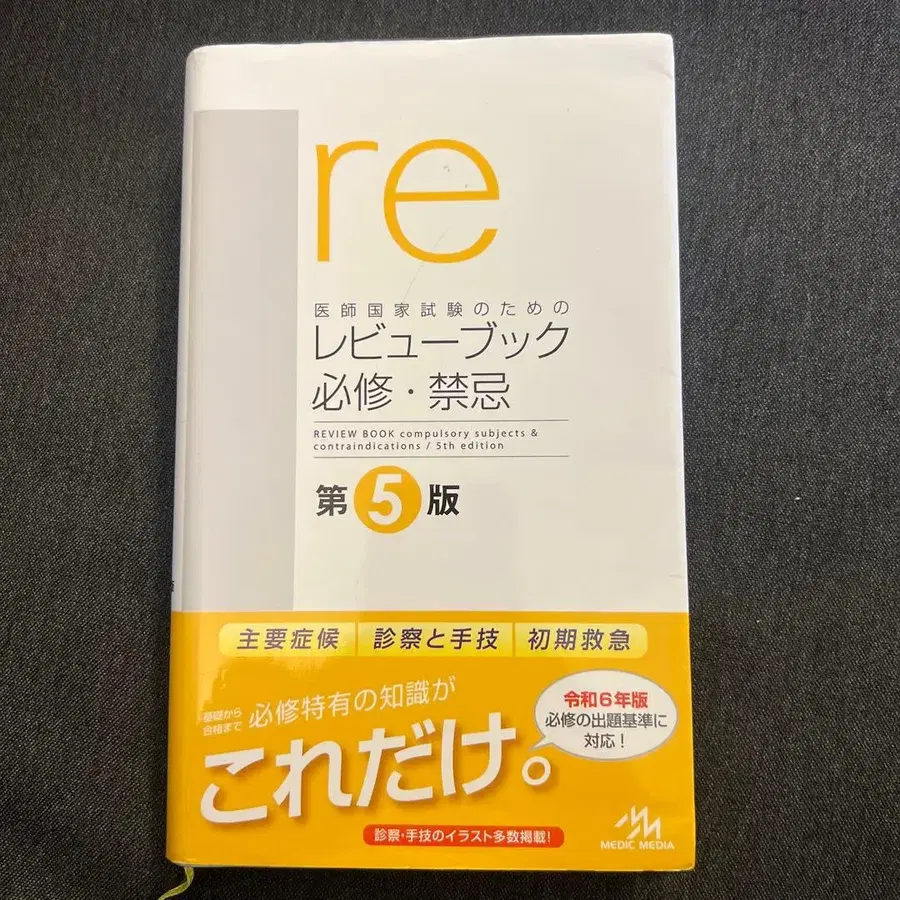 re
医師国家試験のための
レビューブック
必修・禁忌
REVIEW BOOK compulsory subjects &
contraindications / 5th edition
第5版
主要症候 診察と手技 初期救急
基礎から
合格まで
必修特有の知識が
これだけ。
令和6年版
必修の出題基準に
対応！
診察・手技のイラスト多数掲載！
MEDIC MEDIA